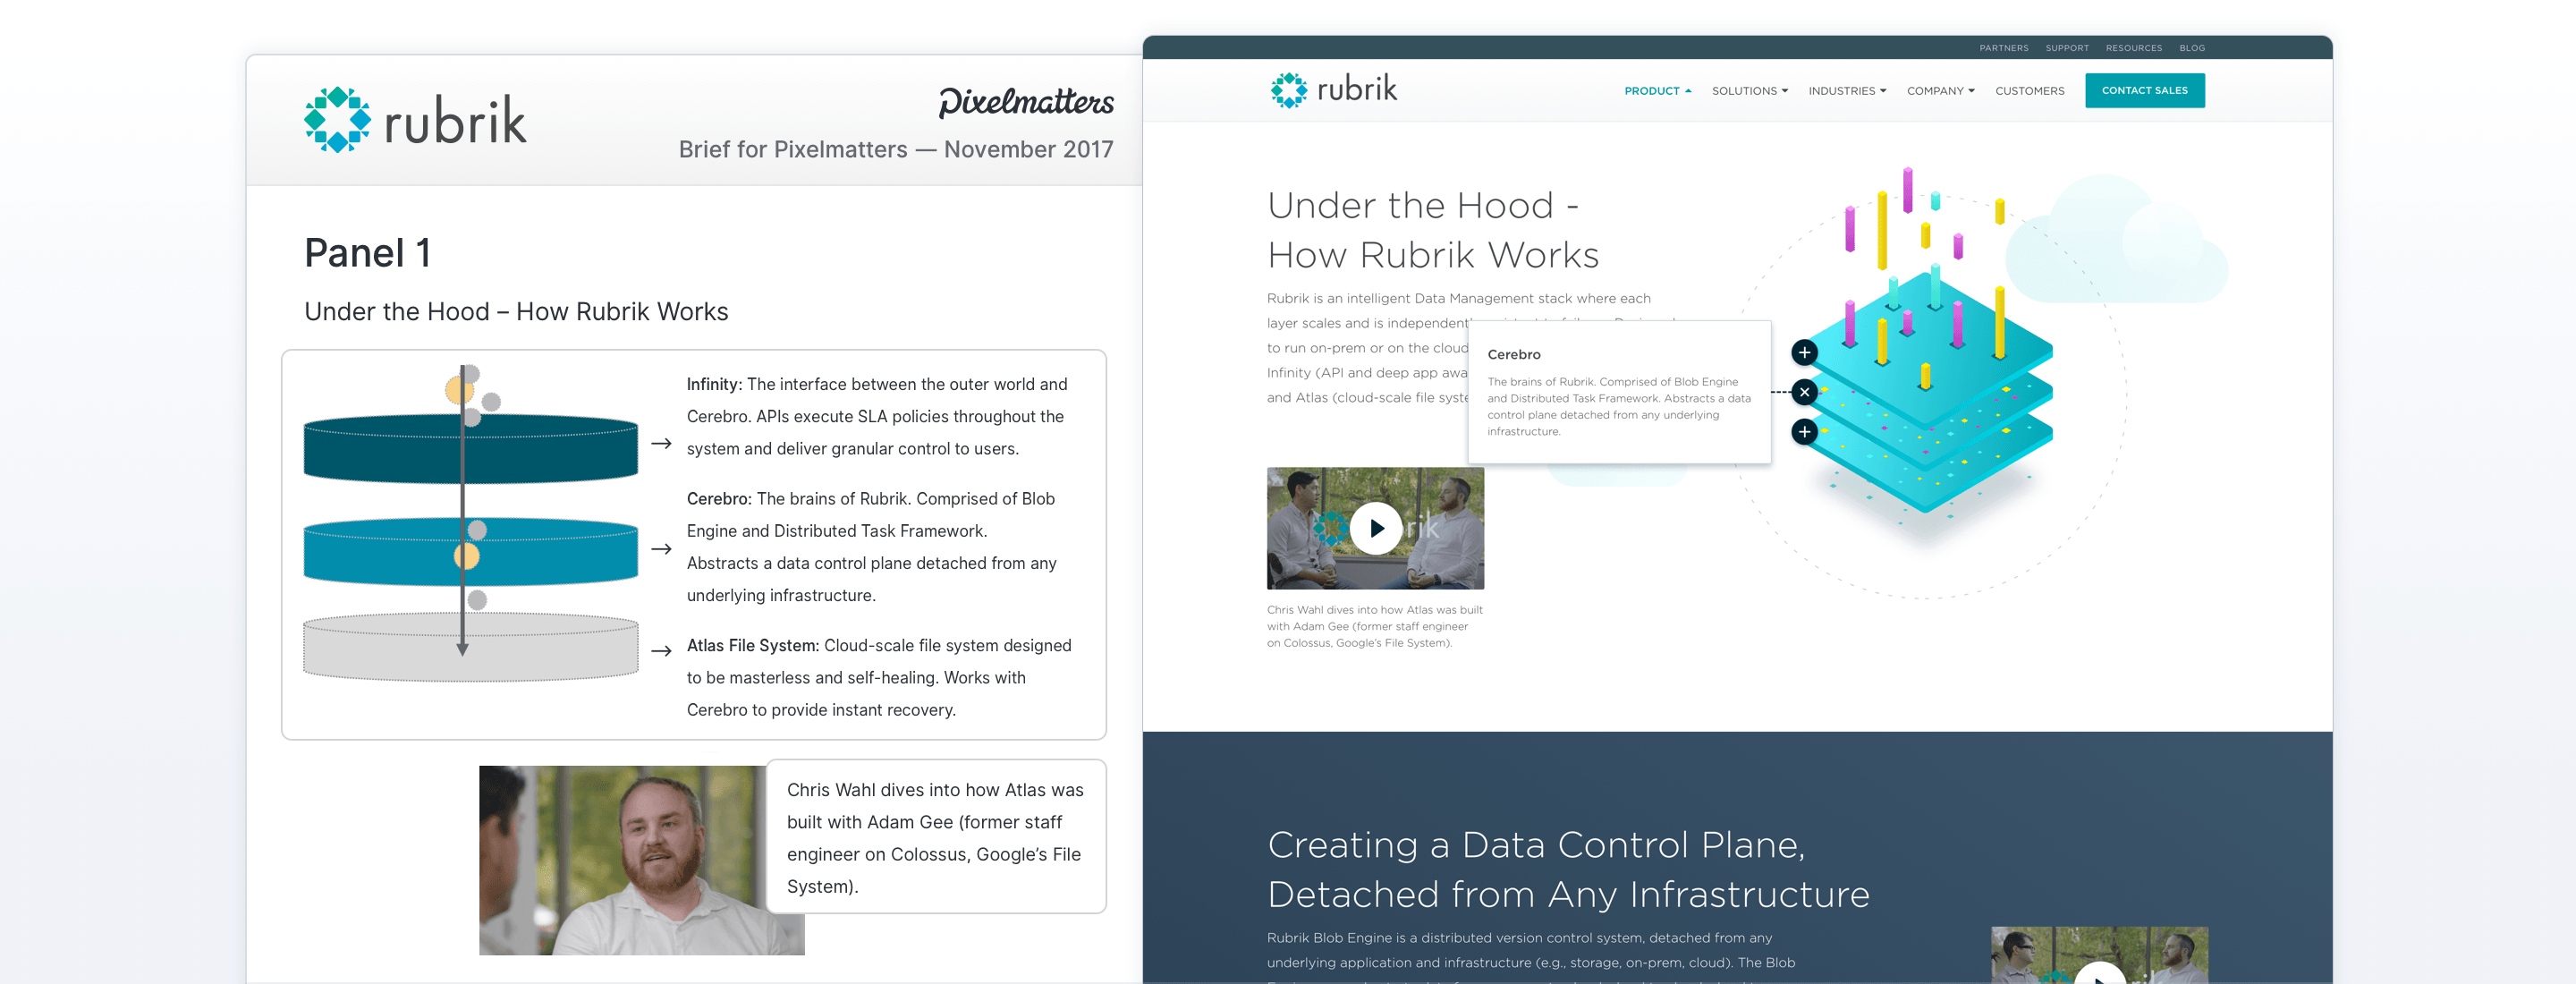 rubrik
Pixelmatters
Brief for Pixelmatters — November 2017
Panel 1
Under the Hood – How Rubrik Works
Infinity: The interface between the outer world and
Cerebro. APIs execute SLA policies throughout the
system and deliver granular control to users.
Cerebro: The brains of Rubrik. Comprised of Blob
Engine and Distributed Task Framework.
Abstracts a data control plane detached from any
underlying infrastructure.
Atlas File System: Cloud-scale file system designed
to be masterless and self-healing. Works with
Cerebro to provide instant recovery.
Chris Wahl dives into how Atlas was
built with Adam Gee (former staff
engineer on Colossus, Google's File
System).
PARTNERS SUPPORT RESOURCES BLOG
rubrik
PRODUCT SOLUTIONS INDUSTRIES COMPANY CUSTOMERS CONTACT SALES
Under the Hood -
How Rubrik Works
Rubrik is an intelligent Data Management stack where each
layer scales and is
to run on-prem or on the cloud
Infinity (API and deep app
and Atlas (cloud-scale file
Cerebro
The brains of Rubrik. Comprised of Blob Engine
and Distributed Task Framework. Abstracts a data
control plane detached from any underlying
infrastructure.
rik
Chris Wahl dives into how Atlas was built
with Adam Gee (former staff engineer
on Colossus, Google's File System).
Creating a Data Control Plane,
Detached from Any Infrastructure
Rubrik Blob Engine is a distributed version control system, detached from any
underlying application and infrastructure (e.g., storage, on-prem, cloud). The Blob